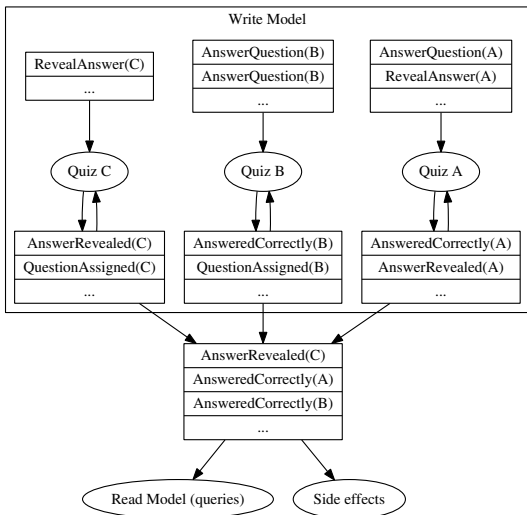 Write Model
RevealAnswer(C)
...
AnswerQuestion(B)
AnswerQuestion(B)
...
AnswerQuestion(A)
RevealAnswer(A)
...
Quiz C
Quiz B
Quiz A
AnswerRevealed(C)
QuestionAssigned(C)
...
AnsweredCorrectly(B)
QuestionAssigned(B)
...
AnsweredCorrectly(A)
AnswerRevealed(A)
...
AnswerRevealed(C)
AnsweredCorrectly(A)
AnsweredCorrectly(B)
...
Read Model (queries)
Side effects